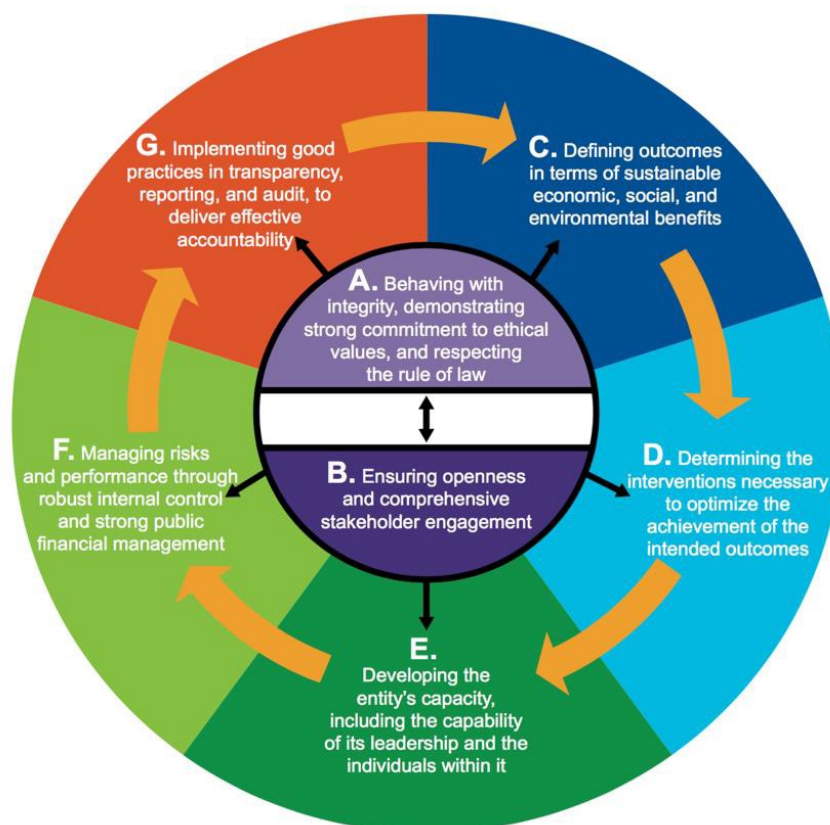 G. Implementing good
practices in transparency,
reporting, and audit, to
deliver effective
accountability
C. Defining outcomes
in terms of sustainable
economic, social, and
environmental benefits
A. Behaving with
integrity, demonstrating
strong commitment to ethical
values, and respecting
the rule of law
F. Managing risks
and performance through
robust internal control
and strong public
financial management
B. Ensuring openness
and comprehensive
stakeholder engagement
D. Determining the
interventions necessary
to optimize the
achievement of the
intended outcomes
E.
Developing the
entity's capacity,
including the capability
of its leadership and the
individuals within it